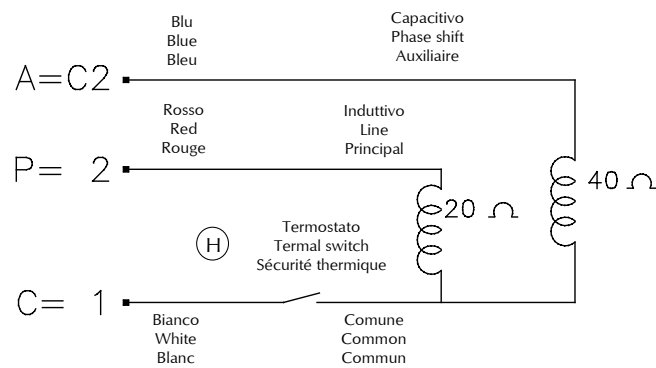 Blu
Blue
Bleu
Capacitivo
Phase shift
Auxiliaire
A=C2
Rosso
Red
Rouge
Induttivo
Line
Principal
P= 2
40 Ω
20 Ω
H
Termostato
Termal switch
Sécurité thermique
C= 1
Bianco
White
Blanc
Comune
Common
Commun